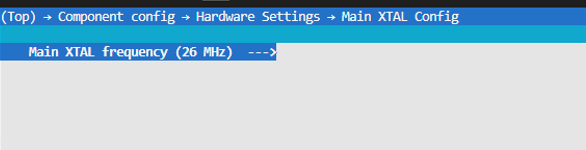 (Top) → Component config → Hardware Settings → Main XTAL Config
Main XTAL frequency (26 MHz)  --->